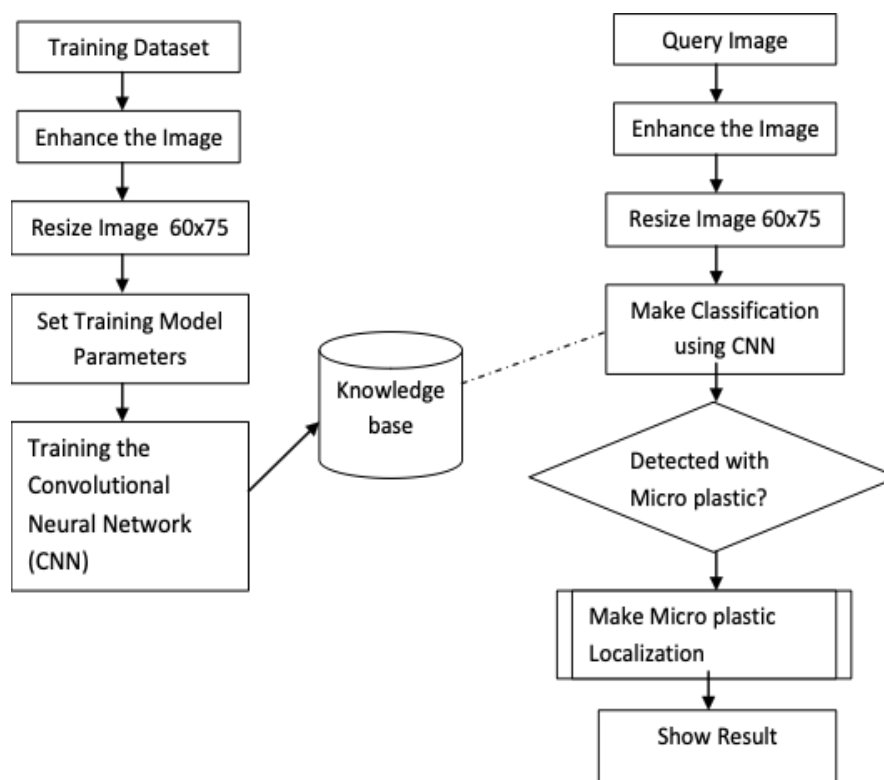 Training Dataset
Enhance the Image
Resize Image 60x75
Set Training Model
Parameters
Training the
Convolutional
Neural Network
(CNN)
Knowledge
base
Query Image
Enhance the Image
Resize Image 60x75
Make Classification
using CNN
Detected with
Micro plastic?
Make Micro plastic
Localization
Show Result